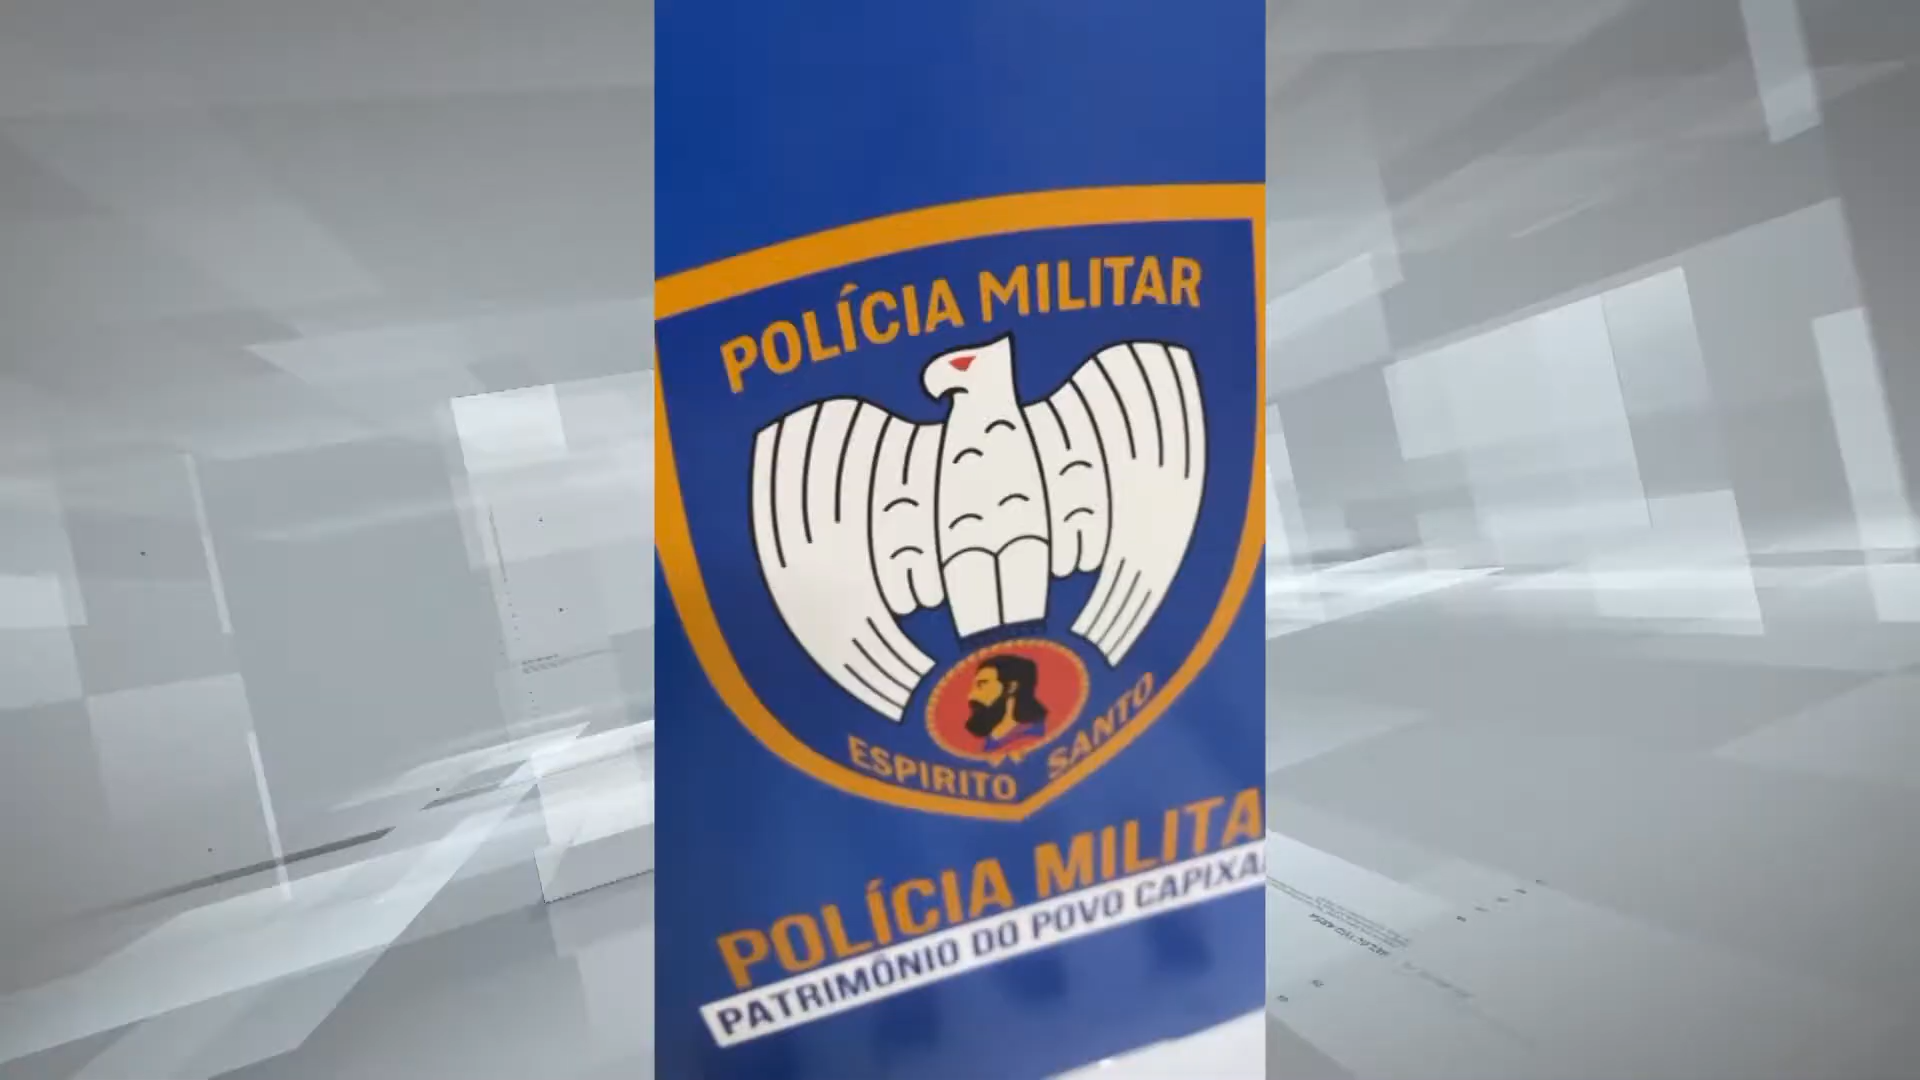 POLÍCIA MILITAR
ESPIRITO SANTO
POLÍCIA MILITA
PATRIMÔNIO DO POVO CAPIXA